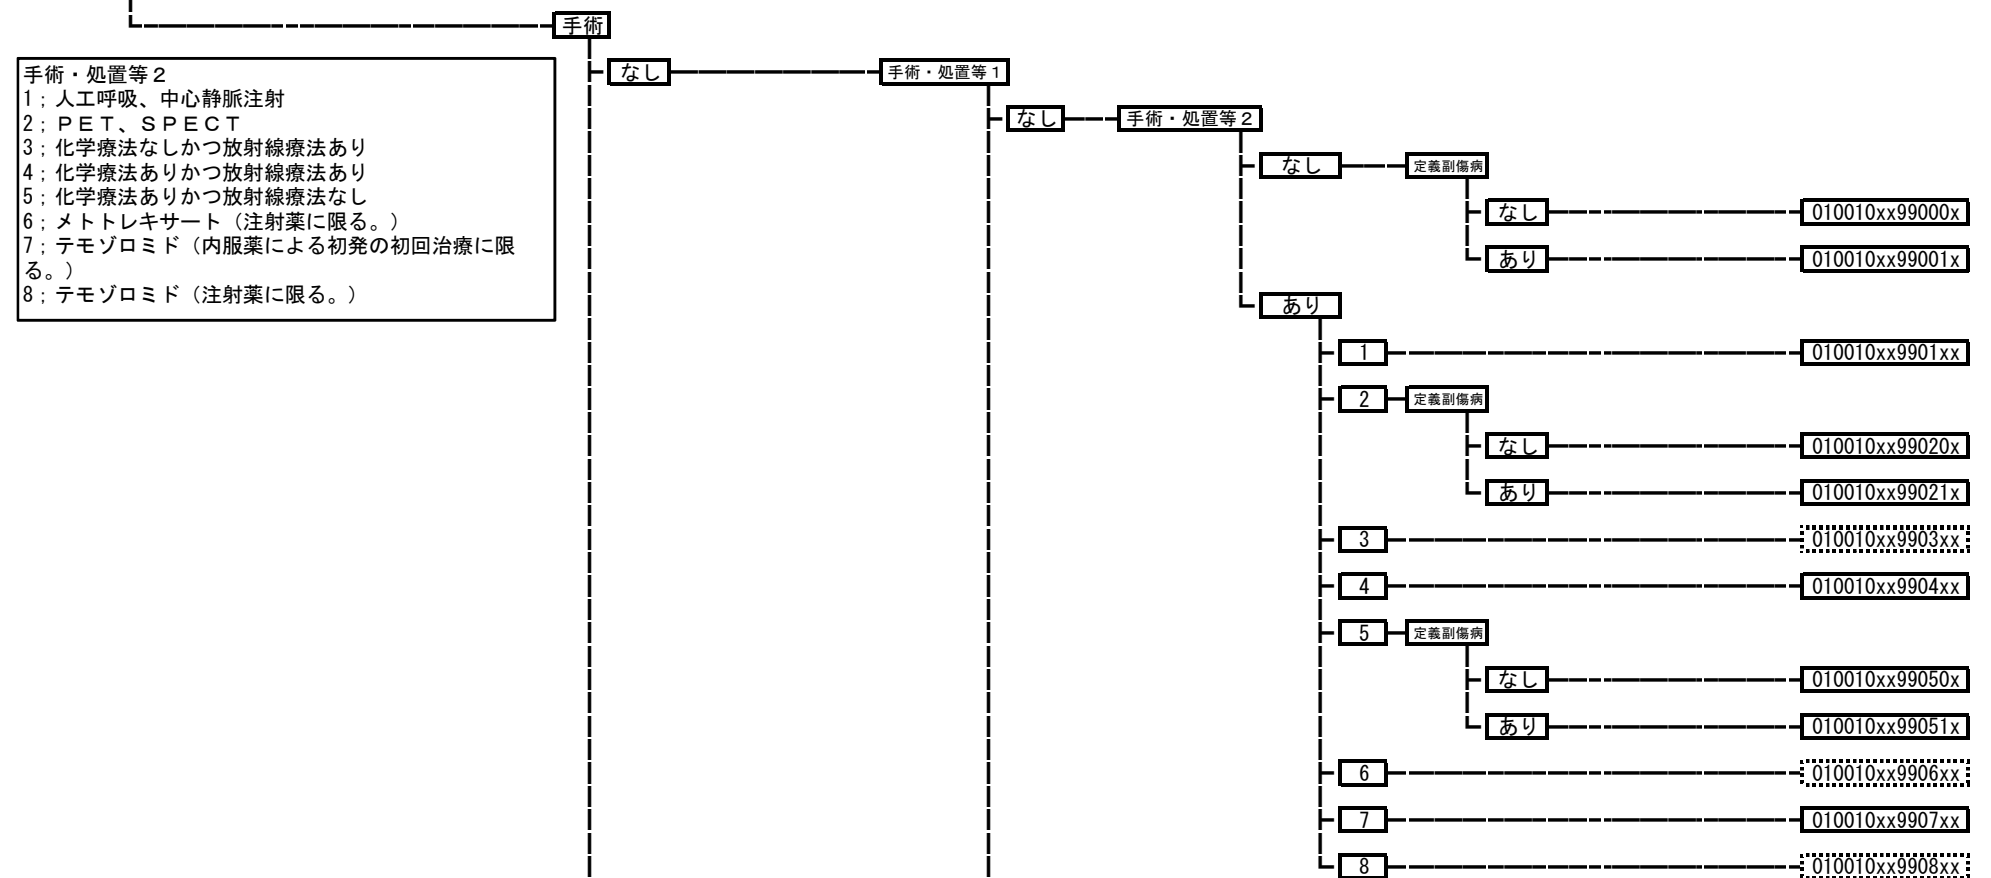 手術
手術・処置等２
1；人工呼吸、中心静脈注射
2；ＰＥＴ、ＳＰＥＣＴ
3；化学療法なしかつ放射線療法あり
4；化学療法ありかつ放射線療法あり
5；化学療法ありかつ放射線療法なし
6；メトトレキサート（注射薬に限る。）
7；テモゾロミド（内服薬による初発の初回治療に限
る。）
8；テモゾロミド（注射薬に限る。）
なし 手術・処置等１
なし 手術・処置等２
なし 定義副傷病
なし 010010xx99000x
あり 010010xx99001x
あり
1 010010xx9901xx
2 定義副傷病
なし 010010xx99020x
あり 010010xx99021x
3 010010xx9903xx
4 010010xx9904xx
5 定義副傷病
なし 010010xx99050x
あり 010010xx99051x
6 010010xx9906xx
7 010010xx9907xx
8 010010xx9908xx